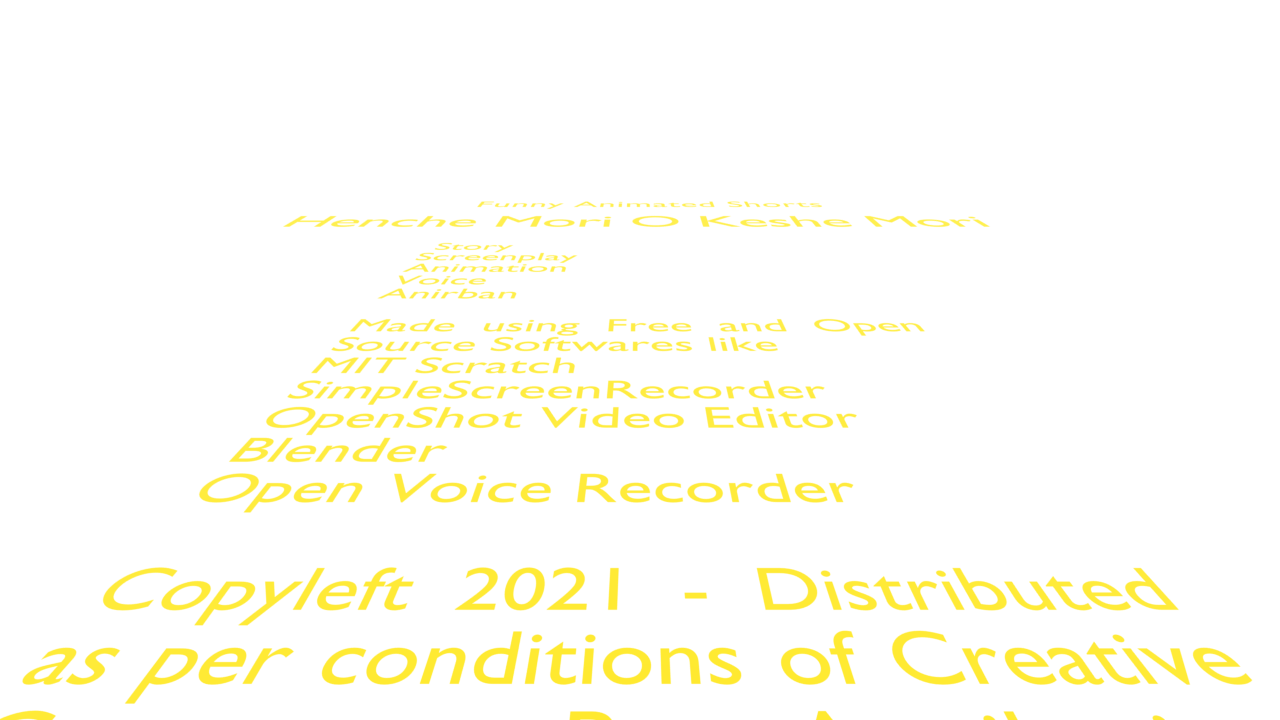 Funny Animated Shorts
Henche Mori O Keshe Mori
Story
Screenplay
Animation
Voice
Anirban
Made using Free and Open
Source Softwares like
MIT Scratch
SimpleScreenRecorder
OpenShot Video Editor
Blender
Open Voice Recorder
Copyleft 2021 - Distributed
as per conditions of Creative